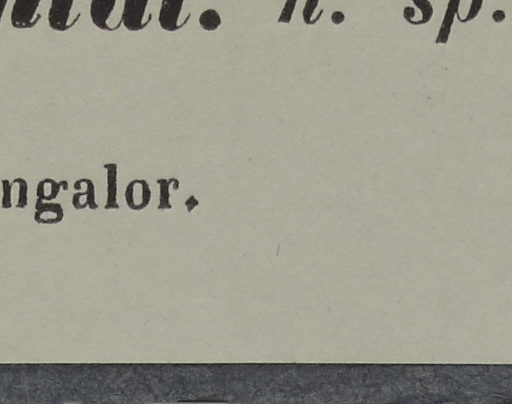 n. sp.
ngalor.